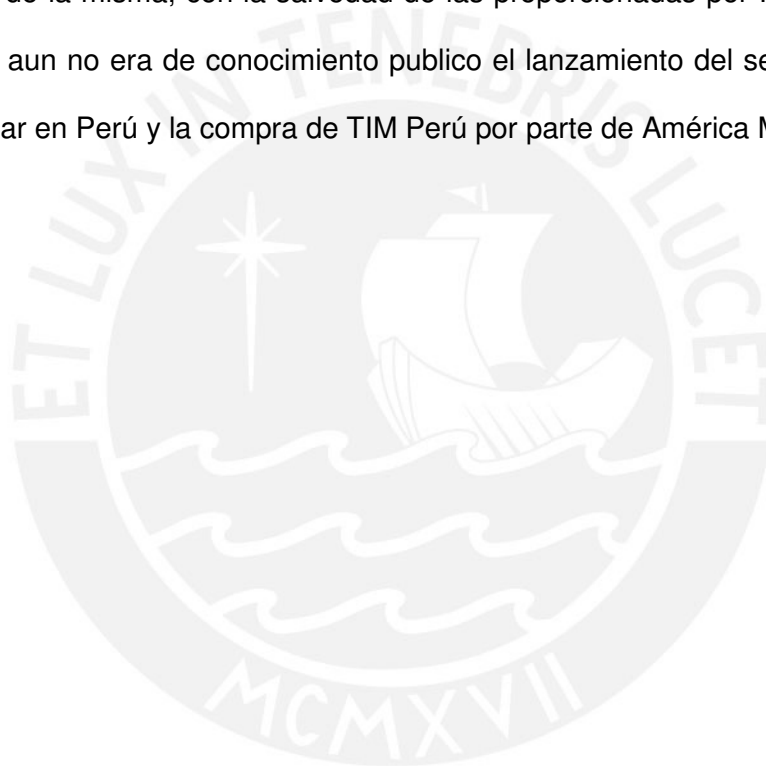 aun no era de conocimiento publico el lanzamiento del
ar en Perú y la compra de TIM Perú por parte de América
ET LUX IN TENEBRIS LUCET
MCMXVII